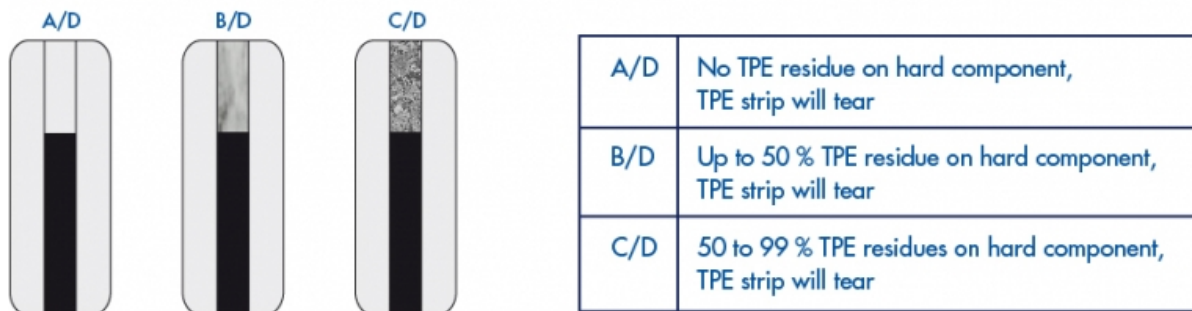 A/D
B/D
C/D
A/D
No TPE residue on hard component,
TPE strip will tear
B/D
Up to 50 % TPE residue on hard component,
TPE strip will tear
C/D
50 to 99 % TPE residues on hard component,
TPE strip will tear